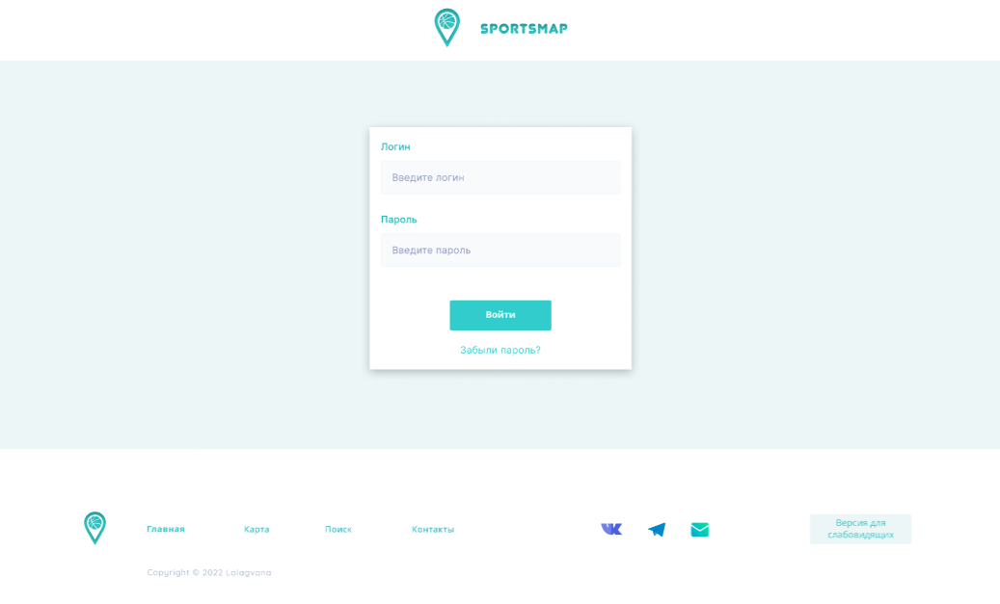 SPORTSMAP
Логин
Введите логин
Пароль
Введите пароль
Войти
Забыли пароль?
Главная
Карта
Поиск
Контакты
Версия для
слабовидящих
Copyright © 2022 Lalagvana